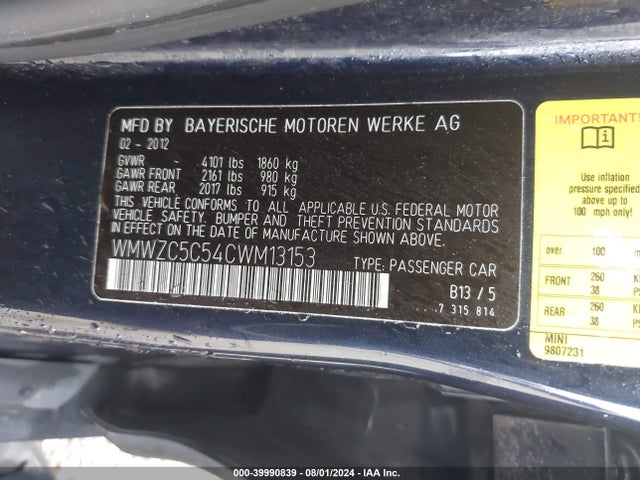 MFD BY BAYERISCHE MOTOREN WERKE AG
02 - 2012
GVWR - 4101 lbs 1860 kg
GAWR FRONT - 2161 lbs 980 kg
GAWR REAR - 2017 lbs 915 kg
THIS VEHICLE CONFORMS TO ALL APPLICABLE U.S. FEDERAL MOTOR
VEHICLE SAFETY, BUMPER AND THEFT PREVENTION STANDARDS
IN EFFECT ON THE DATE OF MANUFACTURE SHOWN ABOVE.
WMWZC5C54CWM13153
TYPE: PASSENGER CAR
B13 / 5
...7 315 814
IMPORTANT!
i
Use inflation
pressure specified
above up to
100 mph only!
over 100
FRONT 260
38
REAR 260
38
MINI
9807231
000-39990839 - 08/01/2024 - IAA Inc.